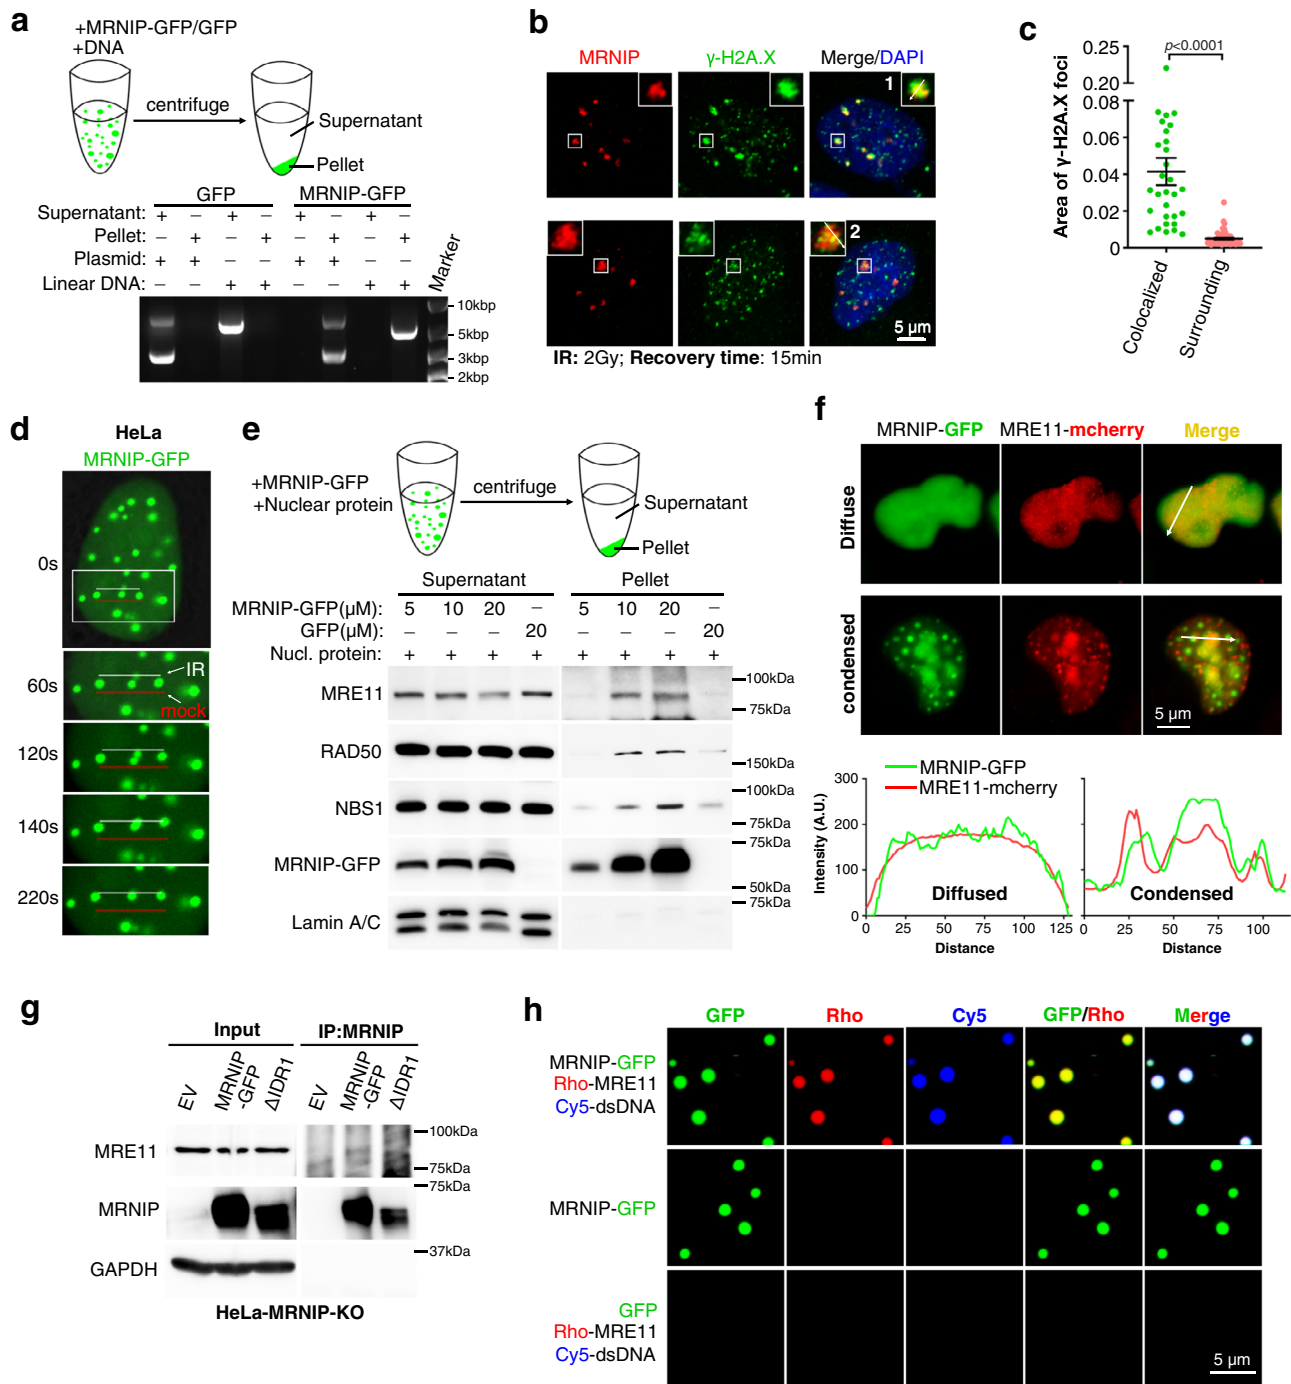 a
+MRNIP-GFP/GFP
+DNA
centrifuge
Supernatant
Pellet
GFP MRNIP-GFP
Supernatant: + – + – + – + –
Pellet: – + – + – + – +
Plasmid: + + – – + + – –
Linear DNA: – – + + – – + +
Marker
10kbp
5kbp
3kbp
2kbp
b
MRNIP γ-H2A.X Merge/DAPI
1
2
5 µm
IR: 2Gy; Recovery time: 15min
c
p<0.0001
Area of γ-H2A.X foci
0.25
0.20
0.08
0.06
0.04
0.02
0
Colocalized
Surrounding
d
HeLa
MRNIP-GFP
0s
60s
IR
mock
120s
140s
220s
e
+MRNIP-GFP
+Nuclear protein
centrifuge
Supernatant
Pellet
Supernatant Pellet
MRNIP-GFP(µM): 5 10 20 – 5 10 20 –
GFP(µM): – – – 20 – – – 20
Nucl. protein: + + + + + + + +
MRE11
100kDa
75kDa
RAD50
150kDa
NBS1
100kDa
75kDa
MRNIP-GFP
75kDa
50kDa
Lamin A/C
75kDa
f
MRNIP-GFP MRE11-mcherry Merge
Diffuse
condensed
5 µm
MRNIP-GFP
MRE11-mcherry
Intensity (A.U.)
300
200
100
0
Diffused Condensed
0 25 50 75 100 125
0 25 50 75 100
Distance Distance
g
Input IP:MRNIP
EV MRNIP-GFP ΔIDR1 EV MRNIP-GFP ΔIDR1
MRE11
100kDa
75kDa
MRNIP
75kDa
GAPDH
37kDa
HeLa-MRNIP-KO
h
GFP Rho Cy5 GFP/Rho Merge
MRNIP-GFP
Rho-MRE11
Cy5-dsDNA
MRNIP-GFP
GFP
Rho-MRE11
Cy5-dsDNA
5 µm